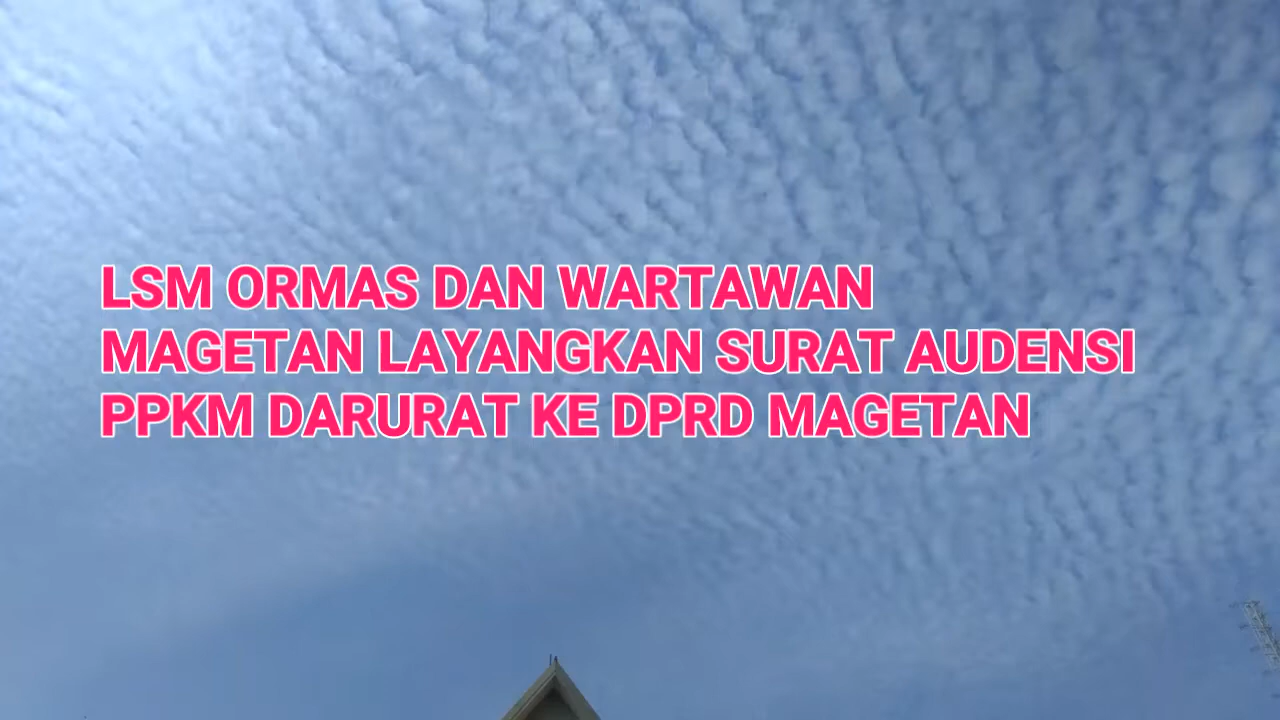 LSM ORMAS DAN WARTAWAN
MAGETAN LAYANGKAN SURAT AUDENSI
PPKM DARURAT KE DPRD MAGETAN